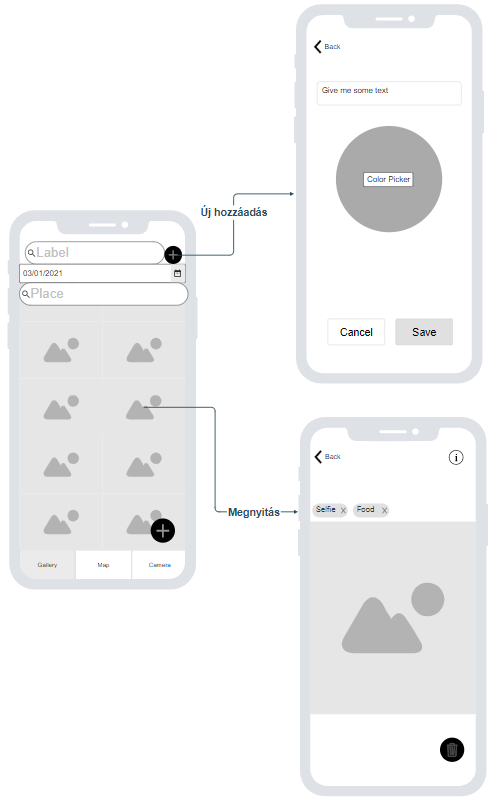 Back
Give me some text
Color Picker
Cancel
Save
Új hozzáadás
Label
03/01/2021
Place
Gallery
Map
Camera
Megnyitás
Back
i
Selfie x
Food x